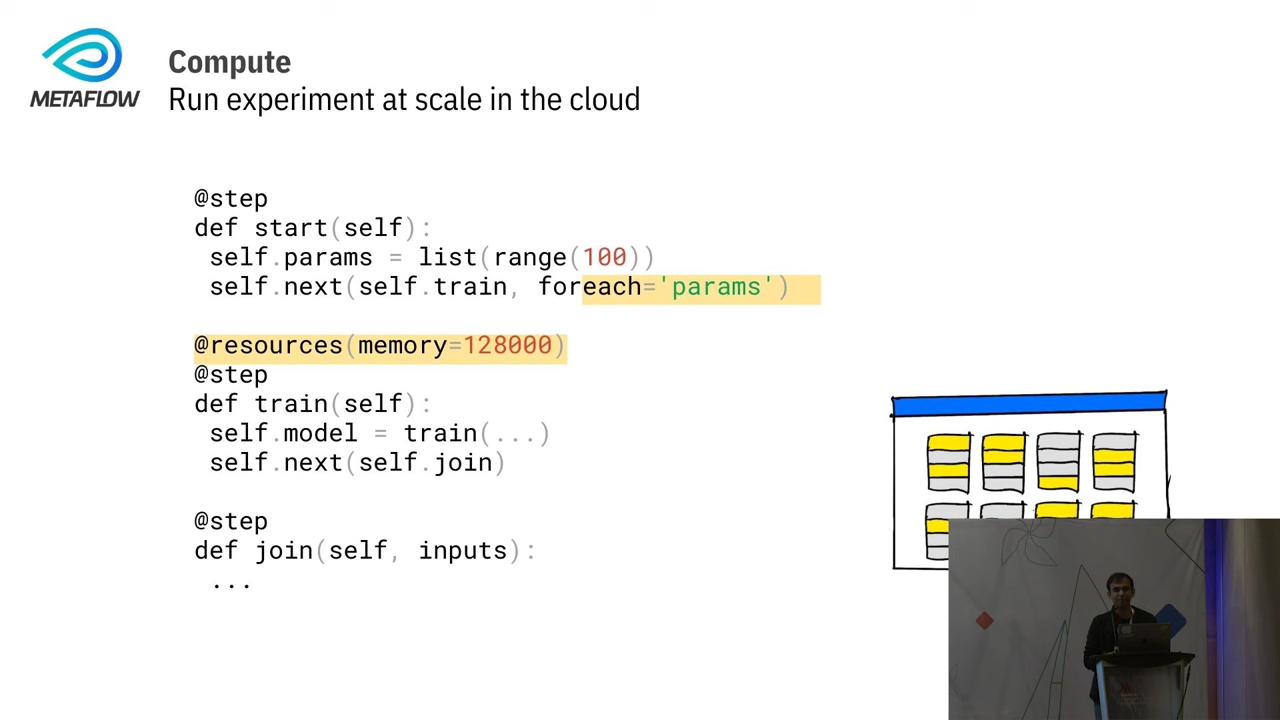 METAFLOW
Compute
Run experiment at scale in the cloud
@step
def start(self):
self.params = list(range(100))
self.next(self.train, foreach='params')
@resources(memory=128000)
@step
def train(self):
self.model = train(...)
self.next(self.join)
@step
def join(self, inputs):
...